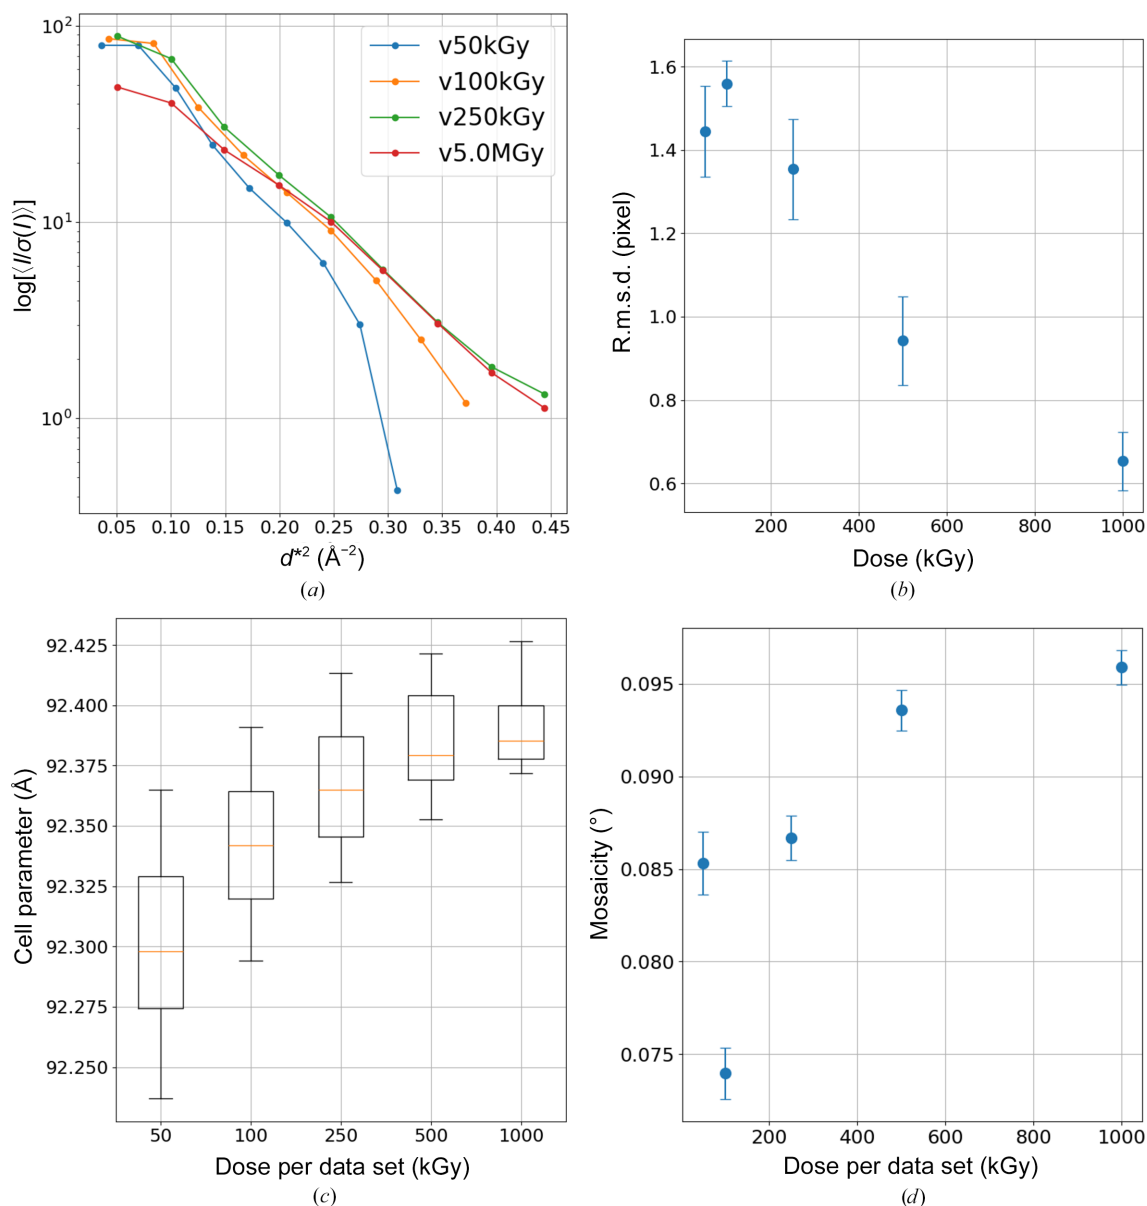 log[⟨I/σ(I)⟩]
10²
10¹
10⁰
v50kGy
v100kGy
v250kGy
v5.0MGy
0.05 0.10 0.15 0.20 0.25 0.30 0.35 0.40 0.45
d*² (Å⁻²)
(a)
R.m.s.d. (pixel)
1.6
1.4
1.2
1.0
0.8
0.6
200 400 600 800 1000
Dose (kGy)
(b)
Cell parameter (Å)
92.425
92.400
92.375
92.350
92.325
92.300
92.275
92.250
50 100 250 500 1000
Dose per data set (kGy)
(c)
Mosaicity (°)
0.095
0.090
0.085
0.080
0.075
200 400 600 800 1000
Dose per data set (kGy)
(d)